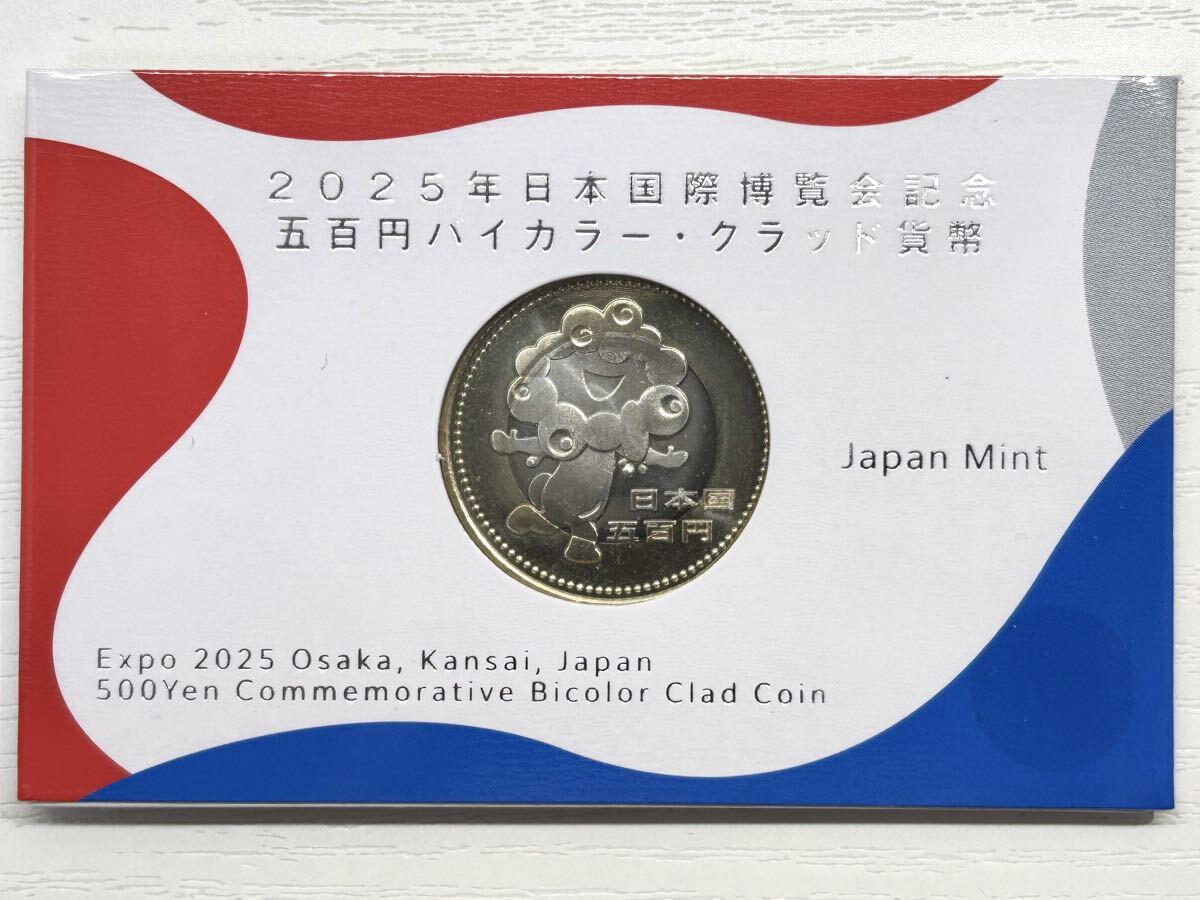 2025年日本国際博覧会記念
五百円バイカラー・クラッド貨幣
日本国
五百円
Japan Mint
Expo 2025 Osaka, Kansai, Japan
500Yen Commemorative Bicolor Clad Coin